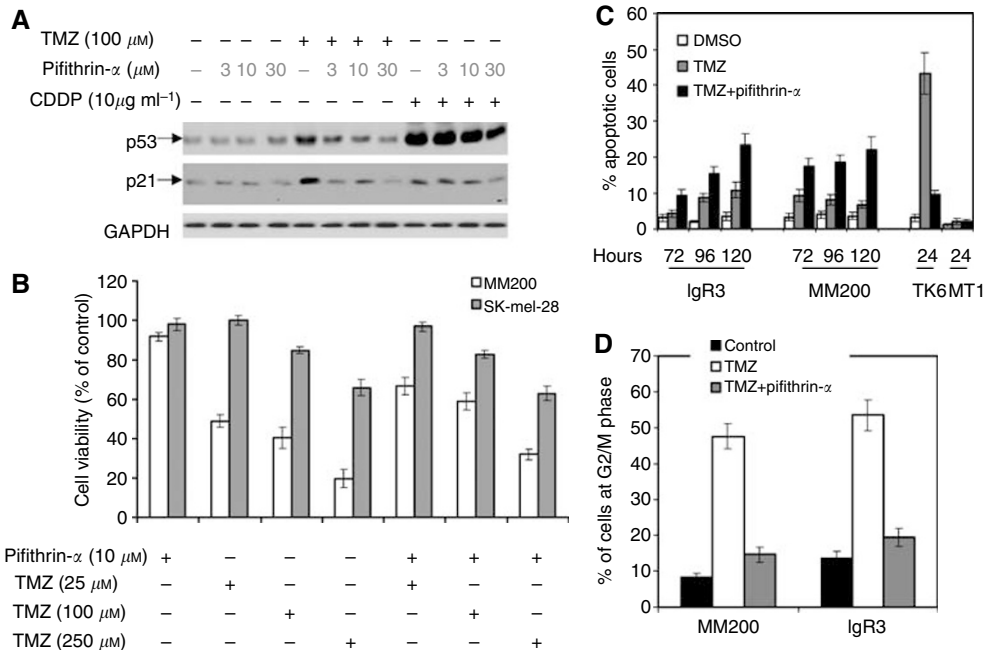 A
TMZ (100 μM) – – – – + + + + – – – –
Pifithrin-α (μM) – 3 10 30 – 3 10 30 – 3 10 30
CDDP (10μg ml⁻¹) – – – – – – – – + + + +
p53
p21
GAPDH
B
Cell viability (% of control)
120
100
80
60
40
20
0
MM200
SK-mel-28
Pifithrin-α (10 μM) + – – – + + +
TMZ (25 μM) – + – – + – –
TMZ (100 μM) – – + – – + –
TMZ (250 μM) – – – + – – +
C
% apoptotic cells
60
50
40
30
20
10
0
DMSO
TMZ
TMZ+pifithrin-α
Hours 72 96 120 72 96 120 24 24
IgR3 MM200 TK6 MT1
D
% of cells at G2/M phase
70
60
50
40
30
20
10
0
Control
TMZ
TMZ+pifithrin-α
MM200 IgR3